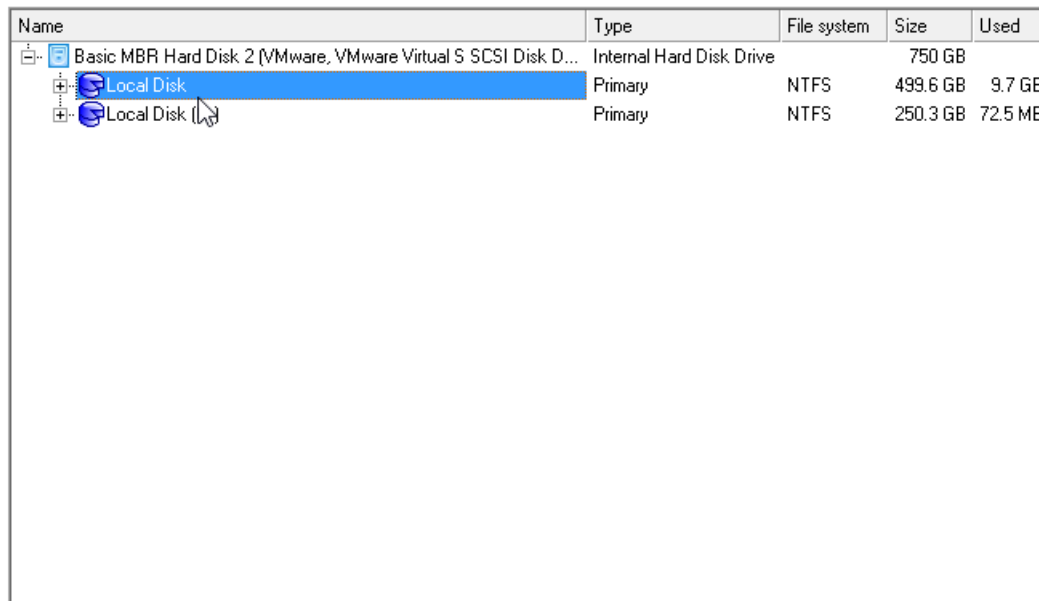 Name Type File system Size Used
Basic MBR Hard Disk 2 (VMware, VMware Virtual S SCSI Disk D... Internal Hard Disk Drive 750 GB
Local Disk Primary NTFS 499.6 GB 9.7 GB
Local Disk Primary NTFS 250.3 GB 72.5 MB